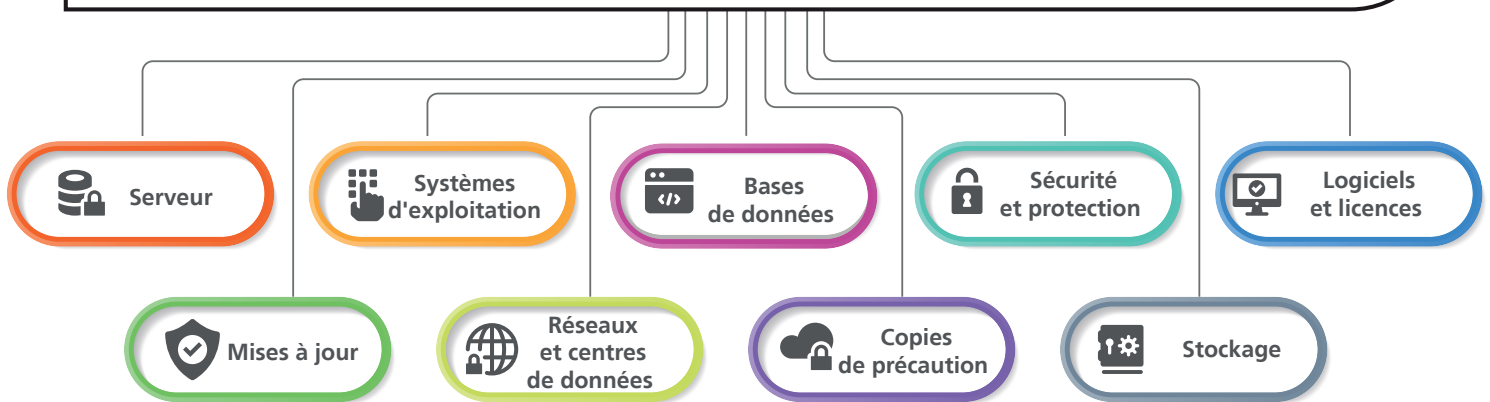 Serveur
Systèmes
d'exploitation
Bases
de données
Sécurité
et protection
Logiciels
et licences
Mises à jour
Réseaux
et centres
de données
Copies
de précaution
Stockage